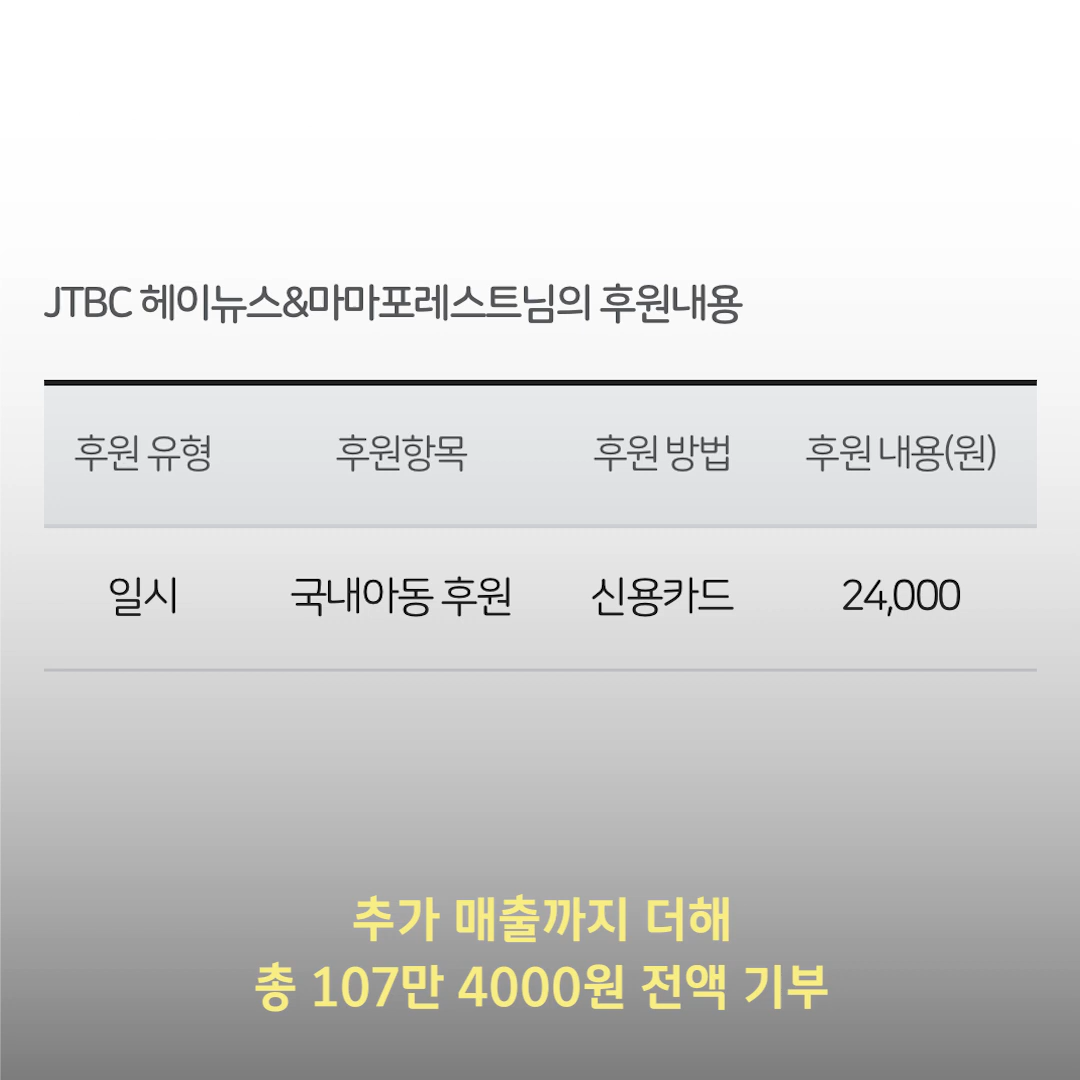 JTBC 헤이뉴스&마마포레스트님의 후원내용
후원 유형 후원항목 후원 방법 후원 내용(원)
일시 국내아동 후원 신용카드 24,000
추가 매출까지 더해
총 107만 4000원 전액 기부